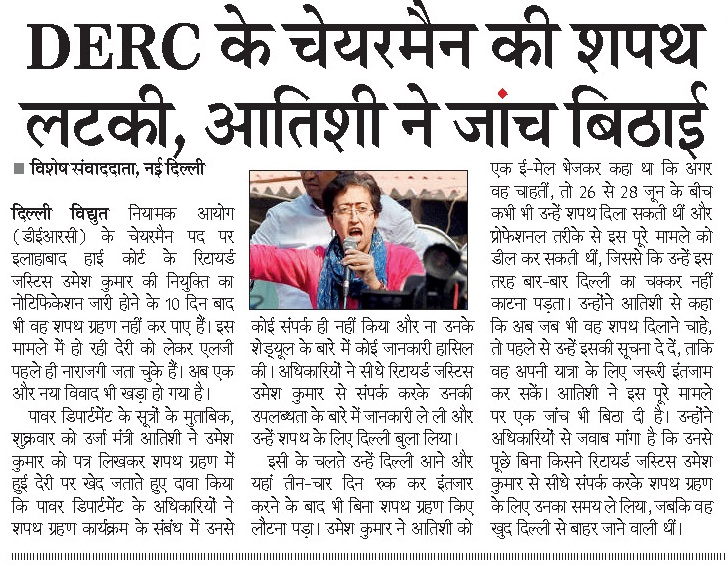 DERC के चेयरमैन की शपथ
लटकी, आतिशी ने जांच बिठाई
■ विशेष संवाददाता, नई दिल्ली
दिल्ली विद्युत नियामक आयोग
(डीईआरसी) के चेयरमैन पद पर
इलाहाबाद हाई कोर्ट के रिटायर्ड
जस्टिस उमेश कुमार की नियुक्ति का
नोटिफिकेशन जारी होने के 10 दिन बाद
भी वह शपथ ग्रहण नहीं कर पाए हैं। इस
मामले में हो रही देरी को लेकर एलजी
पहले ही नाराजगी जता चुके हैं। अब एक
और नया विवाद भी खड़ा हो गया है।
पावर डिपार्टमेंट के सूत्रों के मुताबिक,
शुक्रवार को उर्जा मंत्री आतिशी ने उमेश
कुमार को पत्र लिखकर शपथ ग्रहण में
हुई देरी पर खेद जताते हुए दावा किया
कि पावर डिपार्टमेंट के अधिकारियों ने
शपथ ग्रहण कार्यक्रम के संबंध में उनसे
कोई संपर्क ही नहीं किया और ना उनके
शेड्यूल के बारे में कोई जानकारी हासिल
की। अधिकारियों ने सीधे रिटायर्ड जस्टिस
उमेश कुमार से संपर्क करके उनकी
उपलब्धता के बारे में जानकारी ले ली और
उन्हें शपथ के लिए दिल्ली बुला लिया।
इसी के चलते उन्हें दिल्ली आने और
यहां तीन-चार दिन रुक कर इंतजार
करने के बाद भी बिना शपथ ग्रहण किए
लौटना पड़ा। उमेश कुमार ने आतिशी को
एक ई-मेल भेजकर कहा था कि अगर
वह चाहतीं, तो 26 से 28 जून के बीच
कभी भी उन्हें शपथ दिला सकती थीं और
प्रोफेशनल तरीके से इस पूरे मामले को
डील कर सकती थीं, जिससे कि उन्हें इस
तरह बार-बार दिल्ली का चक्कर नहीं
काटना पड़ता। उन्होंने आतिशी से कहा
कि अब जब भी वह शपथ दिलाने चाहे,
तो पहले से उन्हें इसकी सूचना दे दें, ताकि
वह अपनी यात्रा के लिए जरूरी इंतजाम
कर सकें। आतिशी ने इस पूरे मामले
पर एक जांच भी बिठा दी है। उन्होंने
अधिकारियों से जवाब मांगा है कि उनसे
पूछे बिना किसने रिटायर्ड जस्टिस उमेश
कुमार से सीधे संपर्क करके शपथ ग्रहण
के लिए उनका समय ले लिया, जबकि वह
खुद दिल्ली से बाहर जाने वाली थीं।